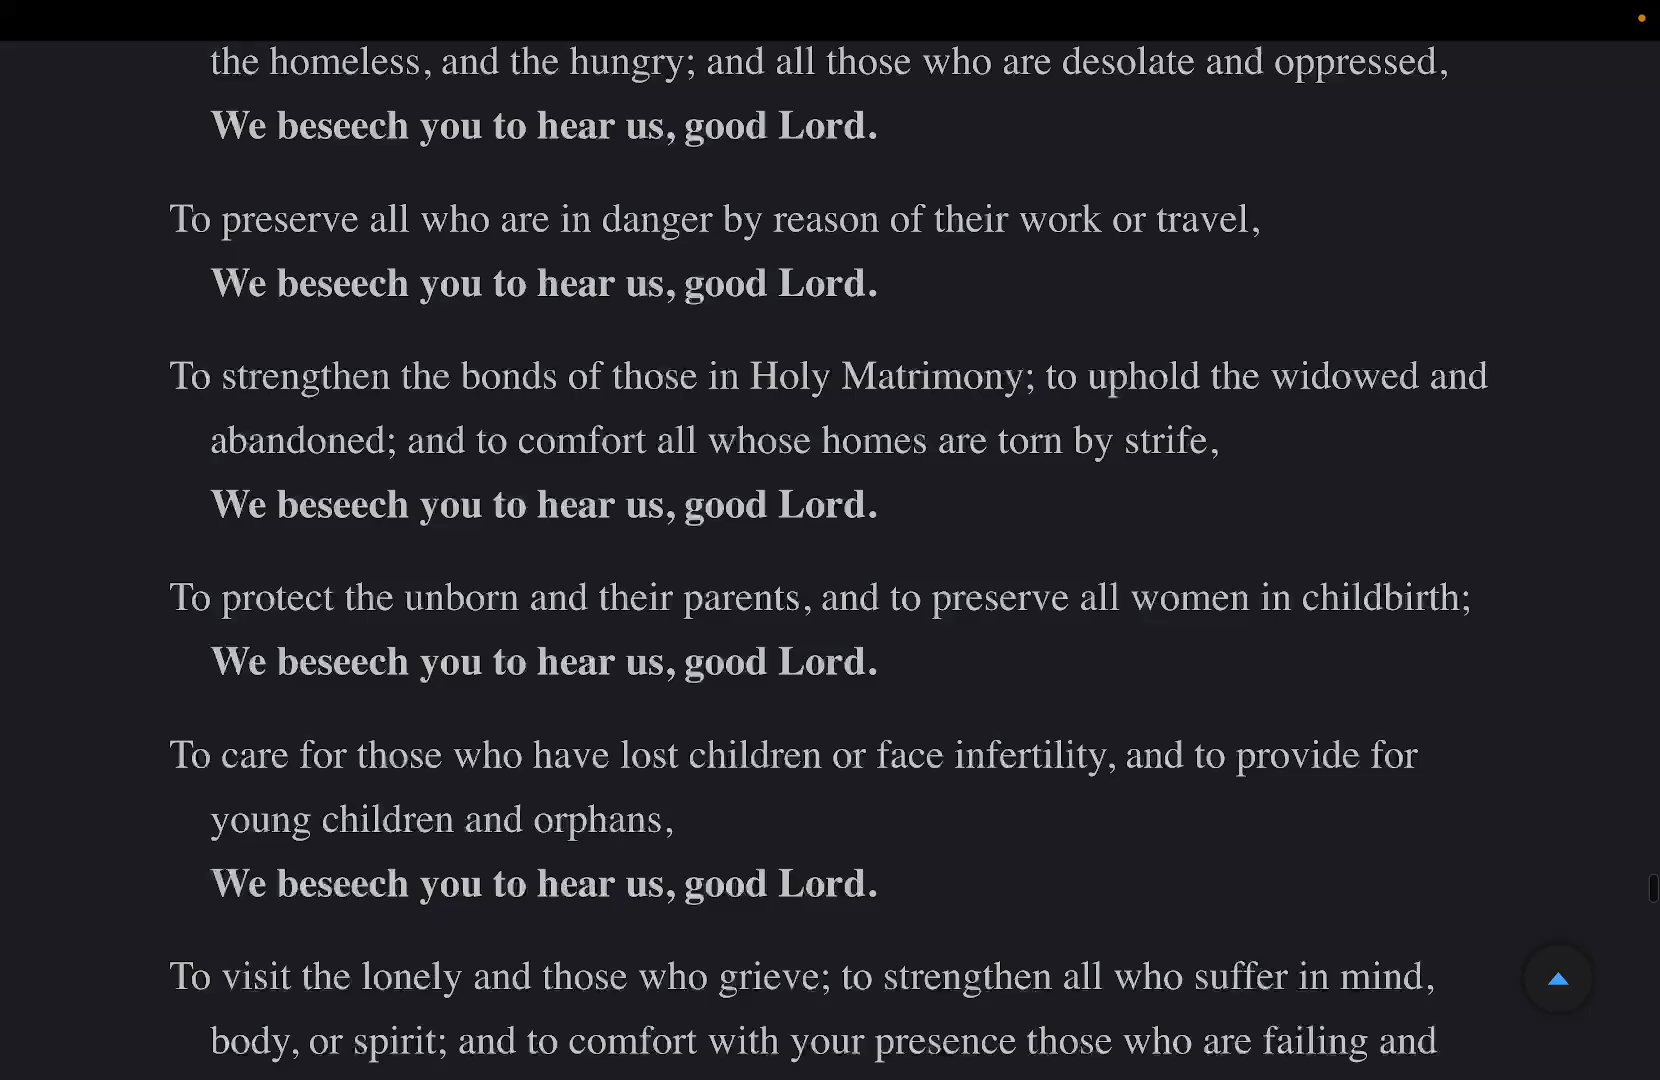 the homeless, and the hungry; and all those who are desolate and oppressed,
We beseech you to hear us, good Lord.
To preserve all who are in danger by reason of their work or travel,
We beseech you to hear us, good Lord.
To strengthen the bonds of those in Holy Matrimony; to uphold the widowed and
abandoned; and to comfort all whose homes are torn by strife,
We beseech you to hear us, good Lord.
To protect the unborn and their parents, and to preserve all women in childbirth;
We beseech you to hear us, good Lord.
To care for those who have lost children or face infertility, and to provide for
young children and orphans,
We beseech you to hear us, good Lord.
To visit the lonely and those who grieve; to strengthen all who suffer in mind,
body, or spirit; and to comfort with your presence those who are failing and